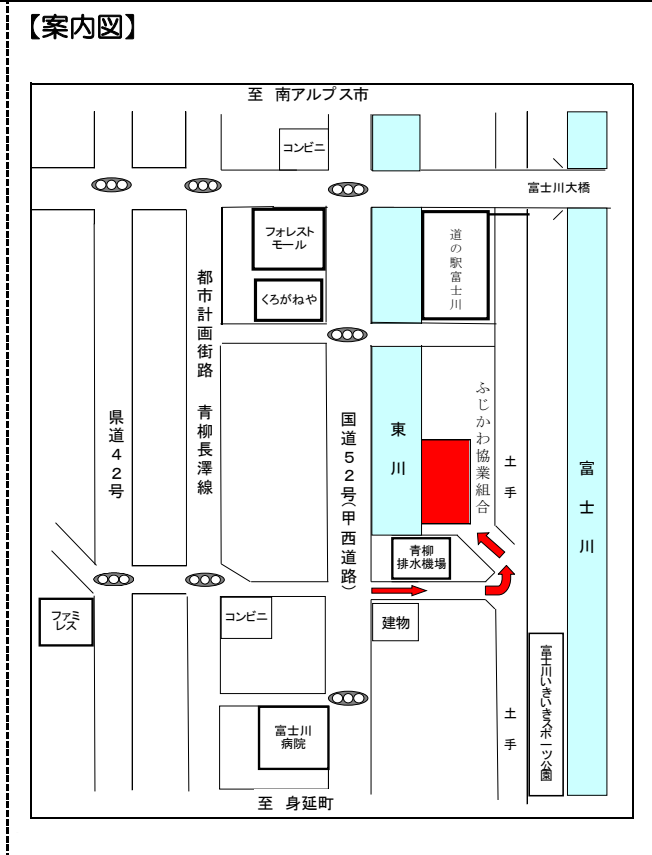 【案内図】
至 南アルプス市
コンビニ
富士川大橋
フォレスト
モール
道の駅富士川
くろがねや
都市計画街路 青柳長澤線
県道42号
国道52号(甲西道路)
東川
ふじかわ協業組合
土手
富士川
青柳
排水機場
ファミ
レス
コンビニ
建物
富士川
病院
土手
富士川いきいきスポーツ公園
至 身延町